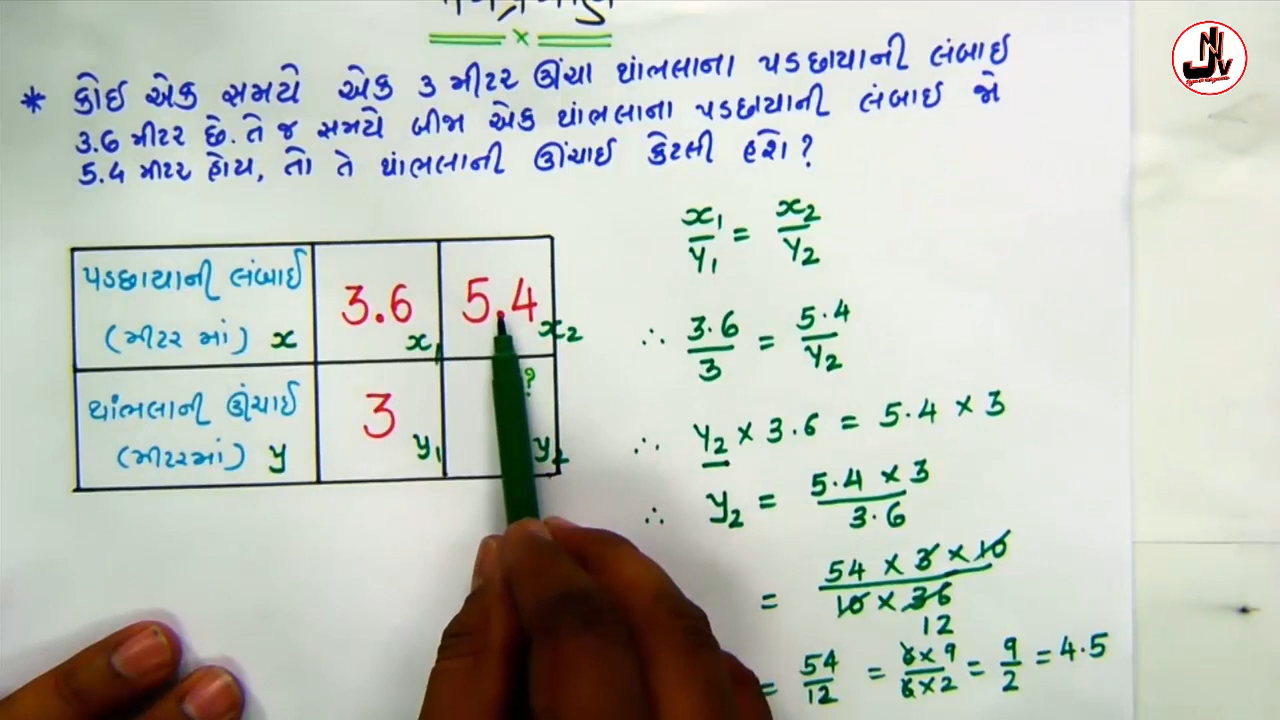 * કોઈ એક સમયે એક ૩ મીટર ઊંચા થાંભલાના પડછાયાની લંબાઈ
3.6 મીટર છે. તે જ સમયે બીજા એક થાંભલાના પડછાયાની લંબાઈ જો
5.4 મીટર હોય, તો તે થાંભલાની ઊંચાઈ કેટલી હશે?
પડછાયાની લંબાઈ
(મીટર માં) x
3.6 x₁
5.4 x₂
થાંભલાની ઊંચાઈ
(મીટરમાં) y
3 y₁
? y₂
x₁/y₁ = x₂/y₂
∴ 3.6/3 = 5.4/y₂
∴ y₂ × 3.6 = 5.4 × 3
∴ y₂ = 5.4 × 3/3.6
= 54 × 3 × 10/10 × 36
12
= 54/12 = 6 × 9/6 × 2 = 9/2 = 4.5
NJV